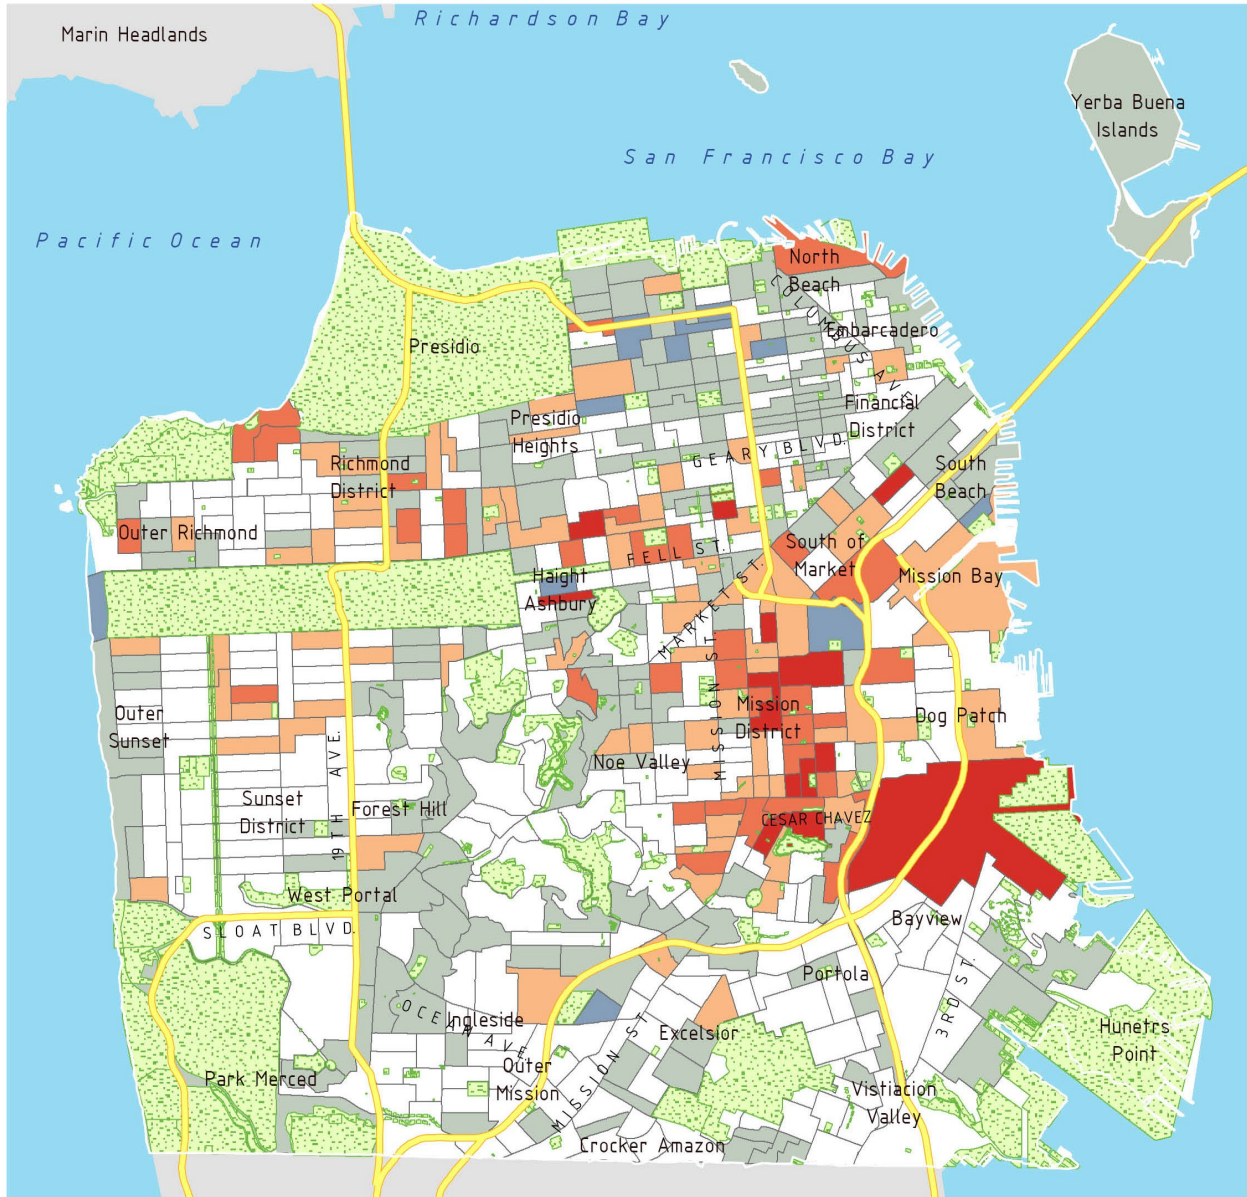 Richardson Bay
Marin Headlands
Yerba Buena
Islands
San Francisco Bay
Pacific Ocean
North
Beach
COLUMBUS AVE
Embarcadero
Presidio
Financial
District
Presidio
Heights
GEARY BLVD.
Richmond
District
South
Beach
Outer Richmond
South of
Market
FELL ST.
Haight
Ashbury
MARKET ST.
Mission Bay
MISSION ST.
Mission
District
Outer
Sunset
Dog Patch
19TH AVE.
Noe Valley
Sunset
District
Forest Hill
CESAR CHAVEZ
West Portal
Bayview
SLOAT BLVD.
Portola
3RD ST.
OCEAN AVE
Ingleside
Excelsior
Hunetrs
Point
MISSION ST
Outer
Mission
Park Merced
Vistiacion
Valley
Crocker Amazon